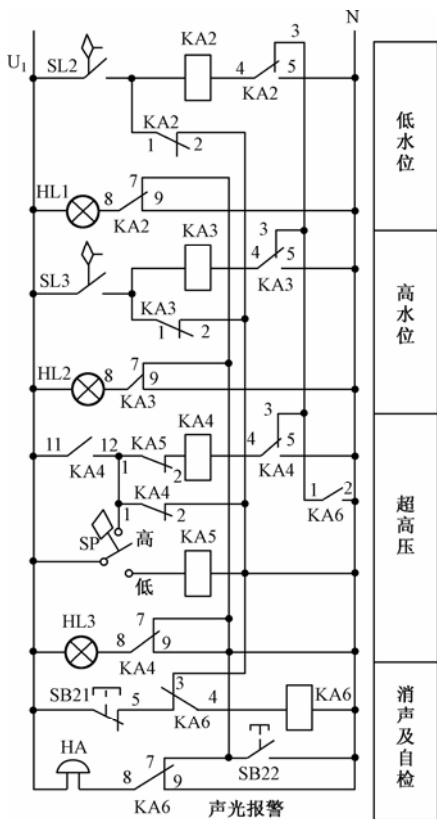 U1 N
SL2 KA2 3
4 5
KA2
KA2
1 2
低水位
HL1 7
8 9
KA2
SL3 KA3 3
4 5
KA3
KA3
1 2
高水位
HL2 7
8 9
KA3
11 12 KA5 KA4 3
KA4 1 2 4 5
KA4
KA4
1 2
1 2
KA6
SP 高
KA5
低
超高压
HL3 7
8 9
KA4
SB21 5 3 4 KA6
KA6
消声及自检
HA 7
8 9
KA6
SB22
声光报警